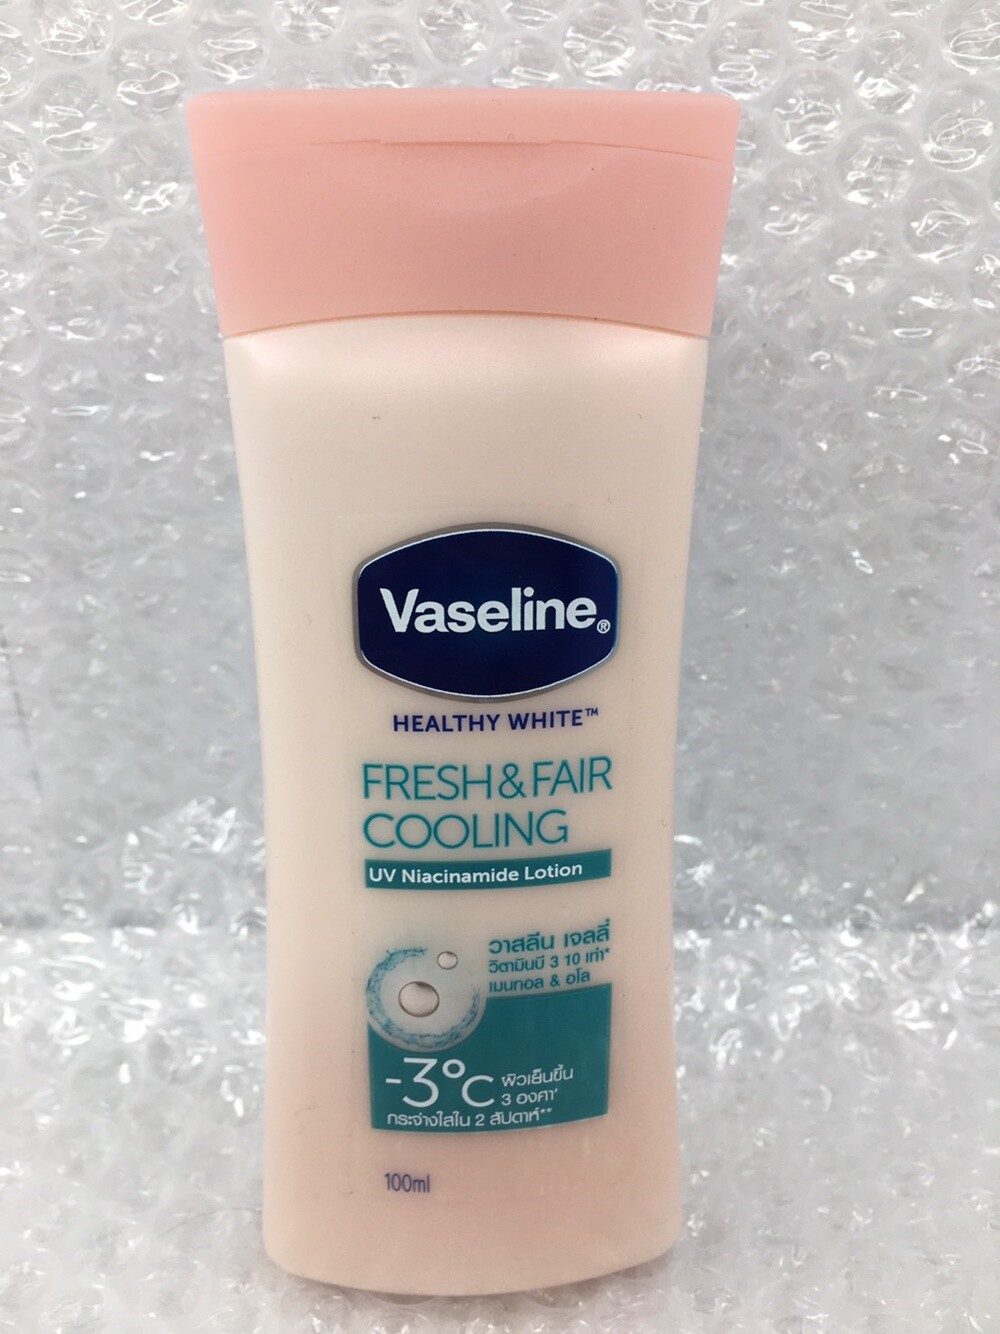 Vaseline®
HEALTHY WHITE™
FRESH & FAIR
COOLING
UV Niacinamide Lotion
วาสลีน เจลลี่
วิตามินบี 3 10 เท่า*
เมนทอล & อโล
-3°C ผิวเย็นขึ้น
3 องศา'
กระจ่างใสใน 2 สัปดาห์**
100ml